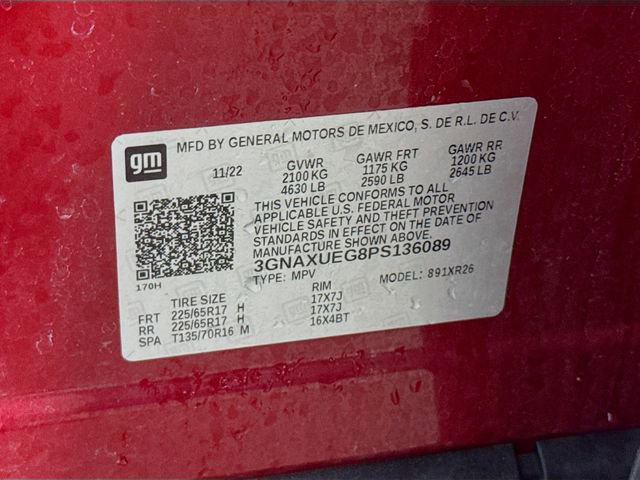 gm
MFD BY GENERAL MOTORS DE MEXICO, S. DE R.L. DE C.V.
11/22 GVWR GAWR FRT GAWR RR
2100 KG 1175 KG 1200 KG
4630 LB 2590 LB 2645 LB
THIS VEHICLE CONFORMS TO ALL
APPLICABLE U.S. FEDERAL MOTOR
VEHICLE SAFETY AND THEFT PREVENTION
STANDARDS IN EFFECT ON THE DATE OF
MANUFACTURE SHOWN ABOVE.
3GNAXUEG8PS136089
170H TYPE: MPV MODEL: 891XR26
TIRE SIZE RIM
FRT 225/65R17 H 17X7J
RR 225/65R17 H 17X7J
SPA T135/70R16 M 16X4BT